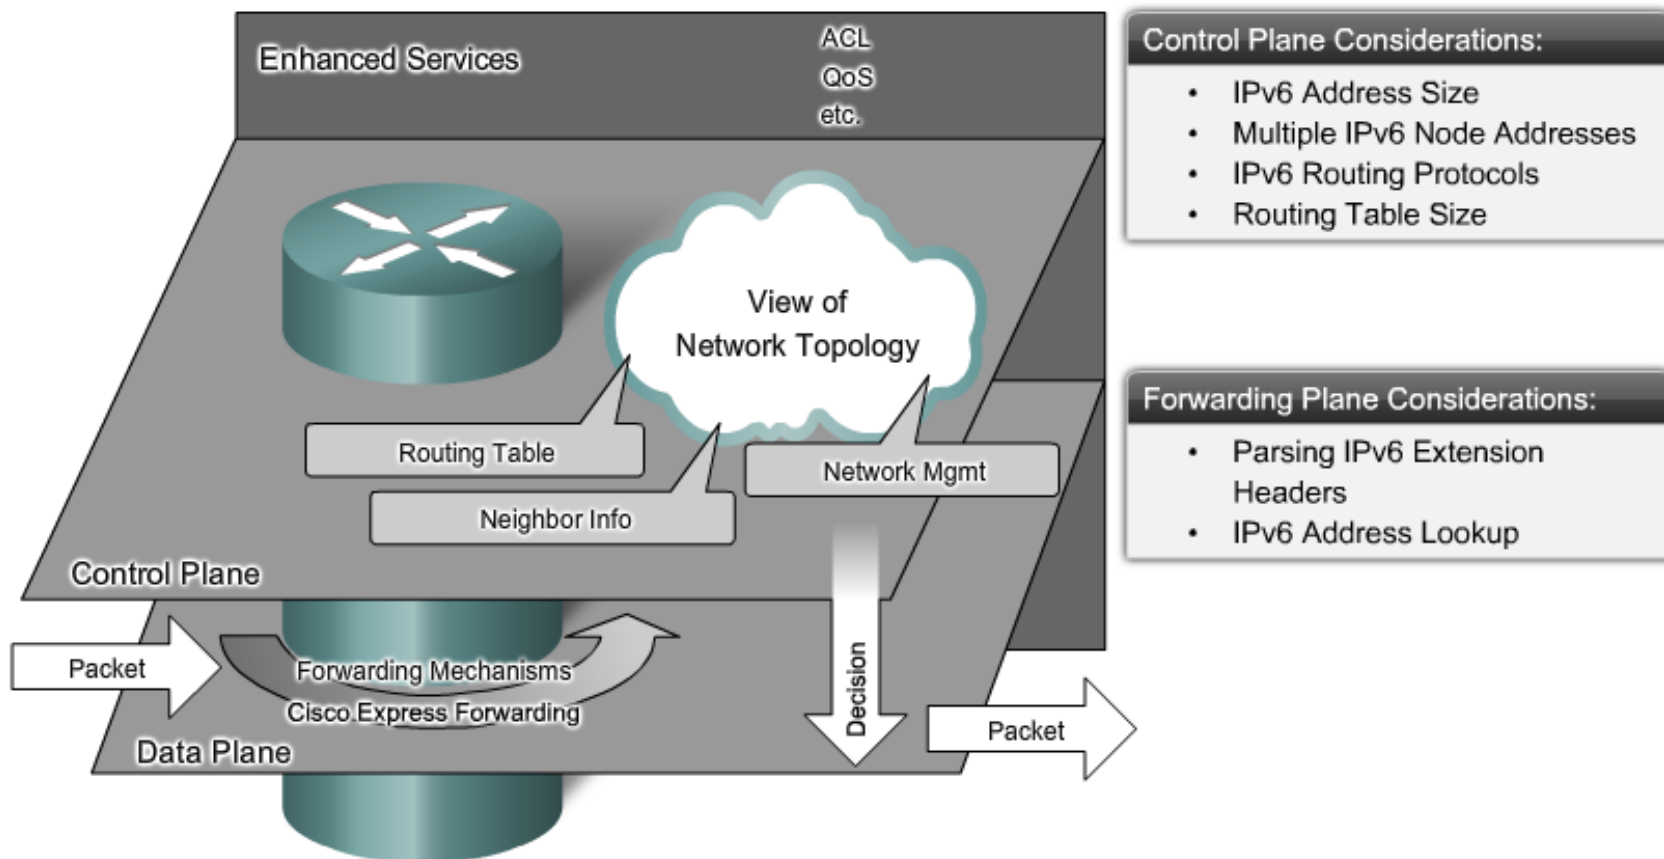 Enhanced Services
ACL
QoS
etc.
View of
Network Topology
Routing Table
Network Mgmt
Neighbor Info
Control Plane
Packet
Forwarding Mechanisms
Cisco Express Forwarding
Decision
Packet
Data Plane
Control Plane Considerations:
• IPv6 Address Size
• Multiple IPv6 Node Addresses
• IPv6 Routing Protocols
• Routing Table Size
Forwarding Plane Considerations:
• Parsing IPv6 Extension
Headers
• IPv6 Address Lookup